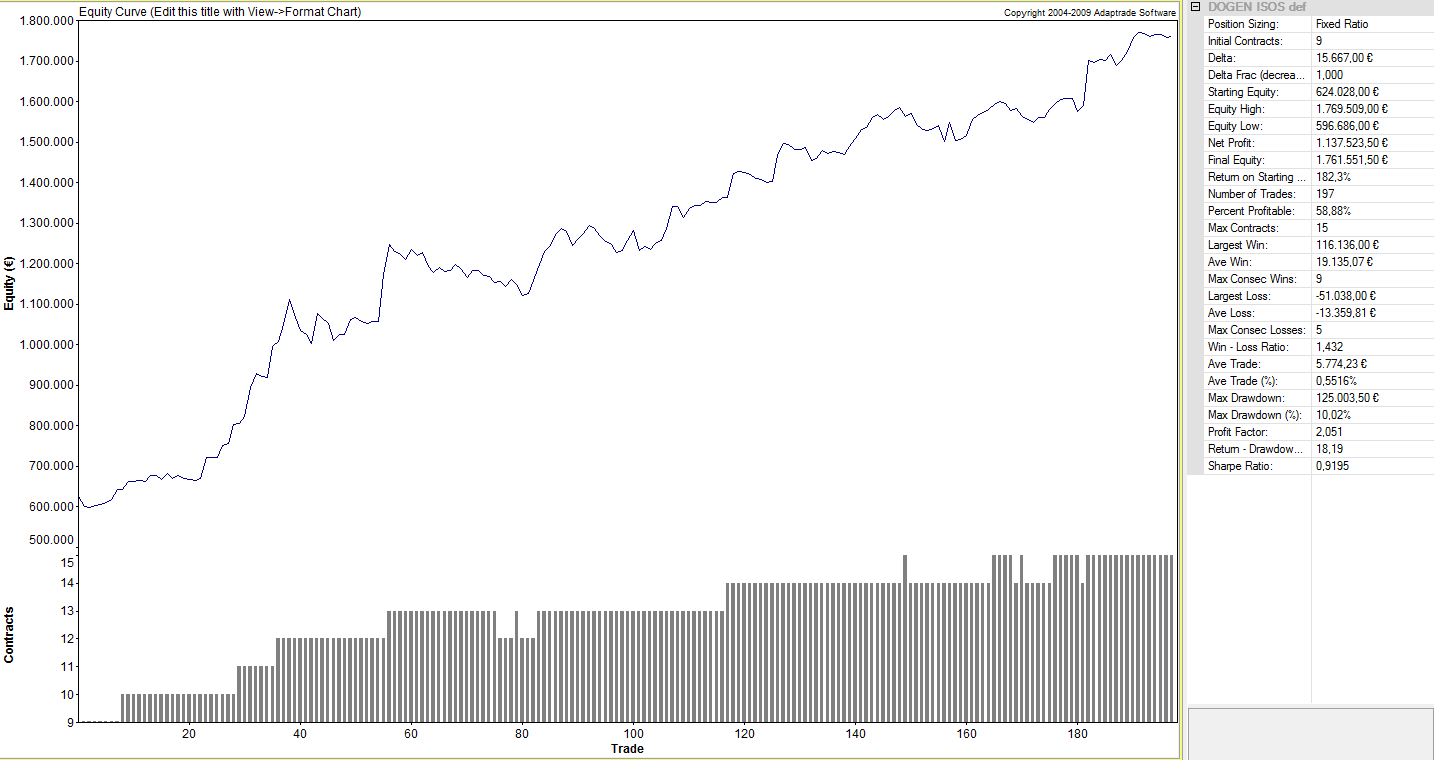 Equity Curve (Edit this title with View->Format Chart)
Copyright 2004-2009 Adaptrade Software
Equity (€)
1.800.000
1.700.000
1.600.000
1.500.000
1.400.000
1.300.000
1.200.000
1.100.000
1.000.000
900.000
800.000
700.000
600.000
500.000
Contracts
15
14
13
12
11
10
9
20 40 60 80 100 120 140 160 180
Trade
DOGEN ISOS def
Position Sizing: Fixed Ratio
Initial Contracts: 9
Delta: 15.667,00 €
Delta Frac (decrea... 1,000
Starting Equity: 624.028,00 €
Equity High: 1.769.509,00 €
Equity Low: 596.686,00 €
Net Profit: 1.137.523,50 €
Final Equity: 1.761.551,50 €
Return on Starting ... 182,3%
Number of Trades: 197
Percent Profitable: 58,88%
Max Contracts: 15
Largest Win: 116.136,00 €
Ave Win: 19.135,07 €
Max Consec Wins: 9
Largest Loss: -51.038,00 €
Ave Loss: -13.359,81 €
Max Consec Losses: 5
Win - Loss Ratio: 1,432
Ave Trade: 5.774,23 €
Ave Trade (%): 0,5516%
Max Drawdown: 125.003,50 €
Max Drawdown (%): 10,02%
Profit Factor: 2,051
Return - Drawdow... 18,19
Sharpe Ratio: 0,9195